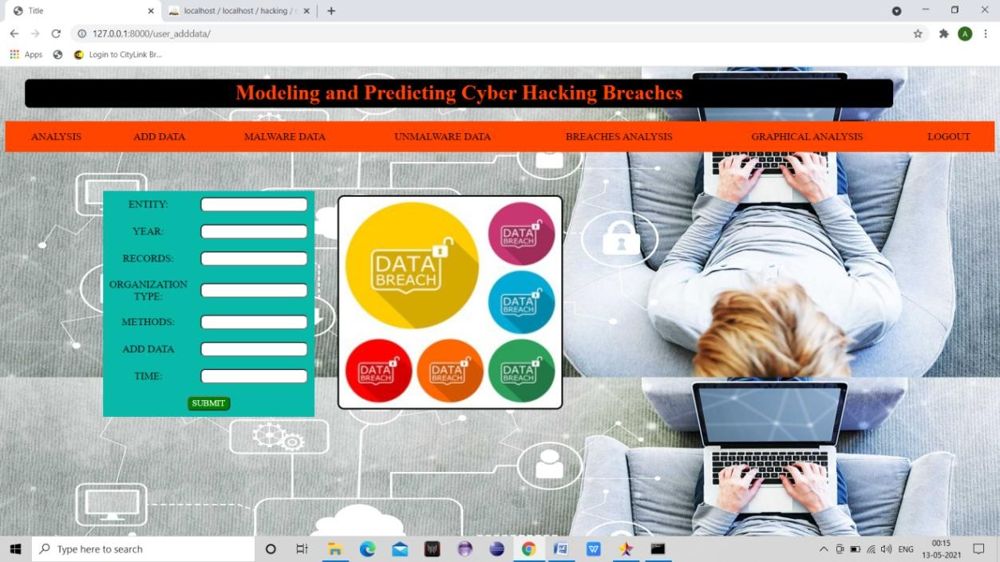 Title
localhost / localhost / hacking /
127.0.0.1:8000/user_adddata/
A
Apps
Login to CityLink Br...
Modeling and Predicting Cyber Hacking Breaches
ANALYSIS ADD DATA MALWARE DATA UNMALWARE DATA BREACHES ANALYSIS GRAPHICAL ANALYSIS LOGOUT
ENTITY:
YEAR:
RECORDS:
ORGANIZATION
TYPE:
METHODS:
ADD DATA
TIME:
SUBMIT
DATA
BREACH
DATA
BREACH
DATA
BREACH
DATA
BREACH
DATA
BREACH
DATA
BREACH
Type here to search
ENG
00:15
13-05-2021